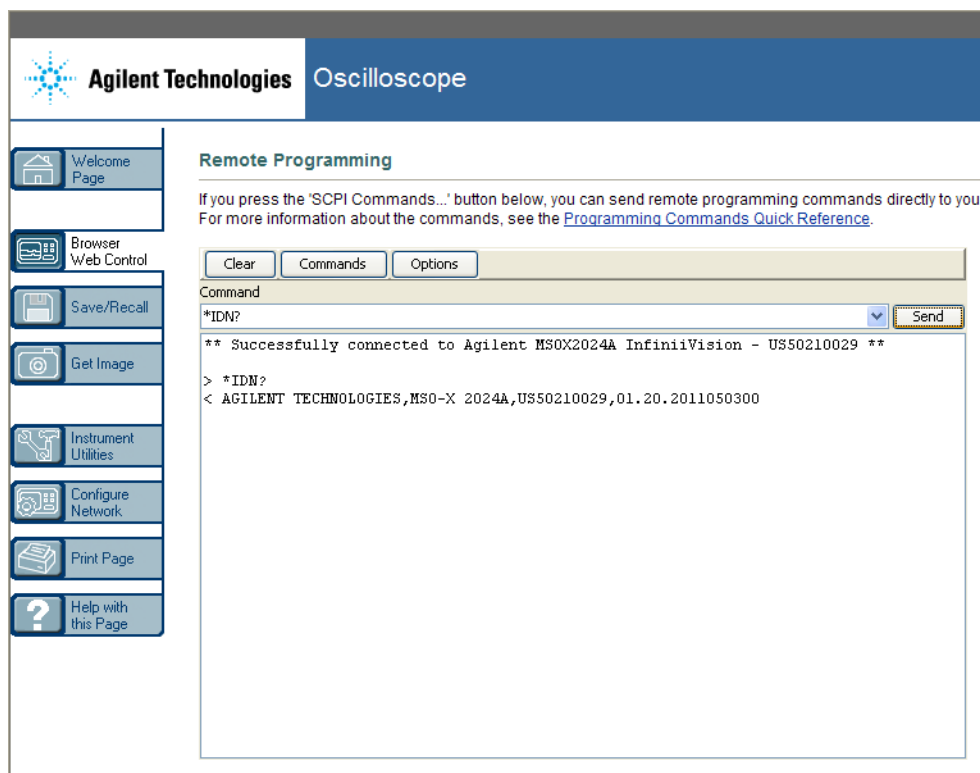 Agilent Technologies
Oscilloscope
Welcome
Page
Browser
Web Control
Save/Recall
Get Image
Instrument
Utilities
Configure
Network
Print Page
?
Help with
this Page
Remote Programming
If you press the 'SCPI Commands...' button below, you can send remote programming commands directly to you
For more information about the commands, see the Programming Commands Quick Reference.
Clear Commands Options
Command
*IDN? Send
** Successfully connected to Agilent MSOX2024A InfiniiVision - US50210029 **
> *IDN?
< AGILENT TECHNOLOGIES,MSO-X 2024A,US50210029,01.20.2011050300